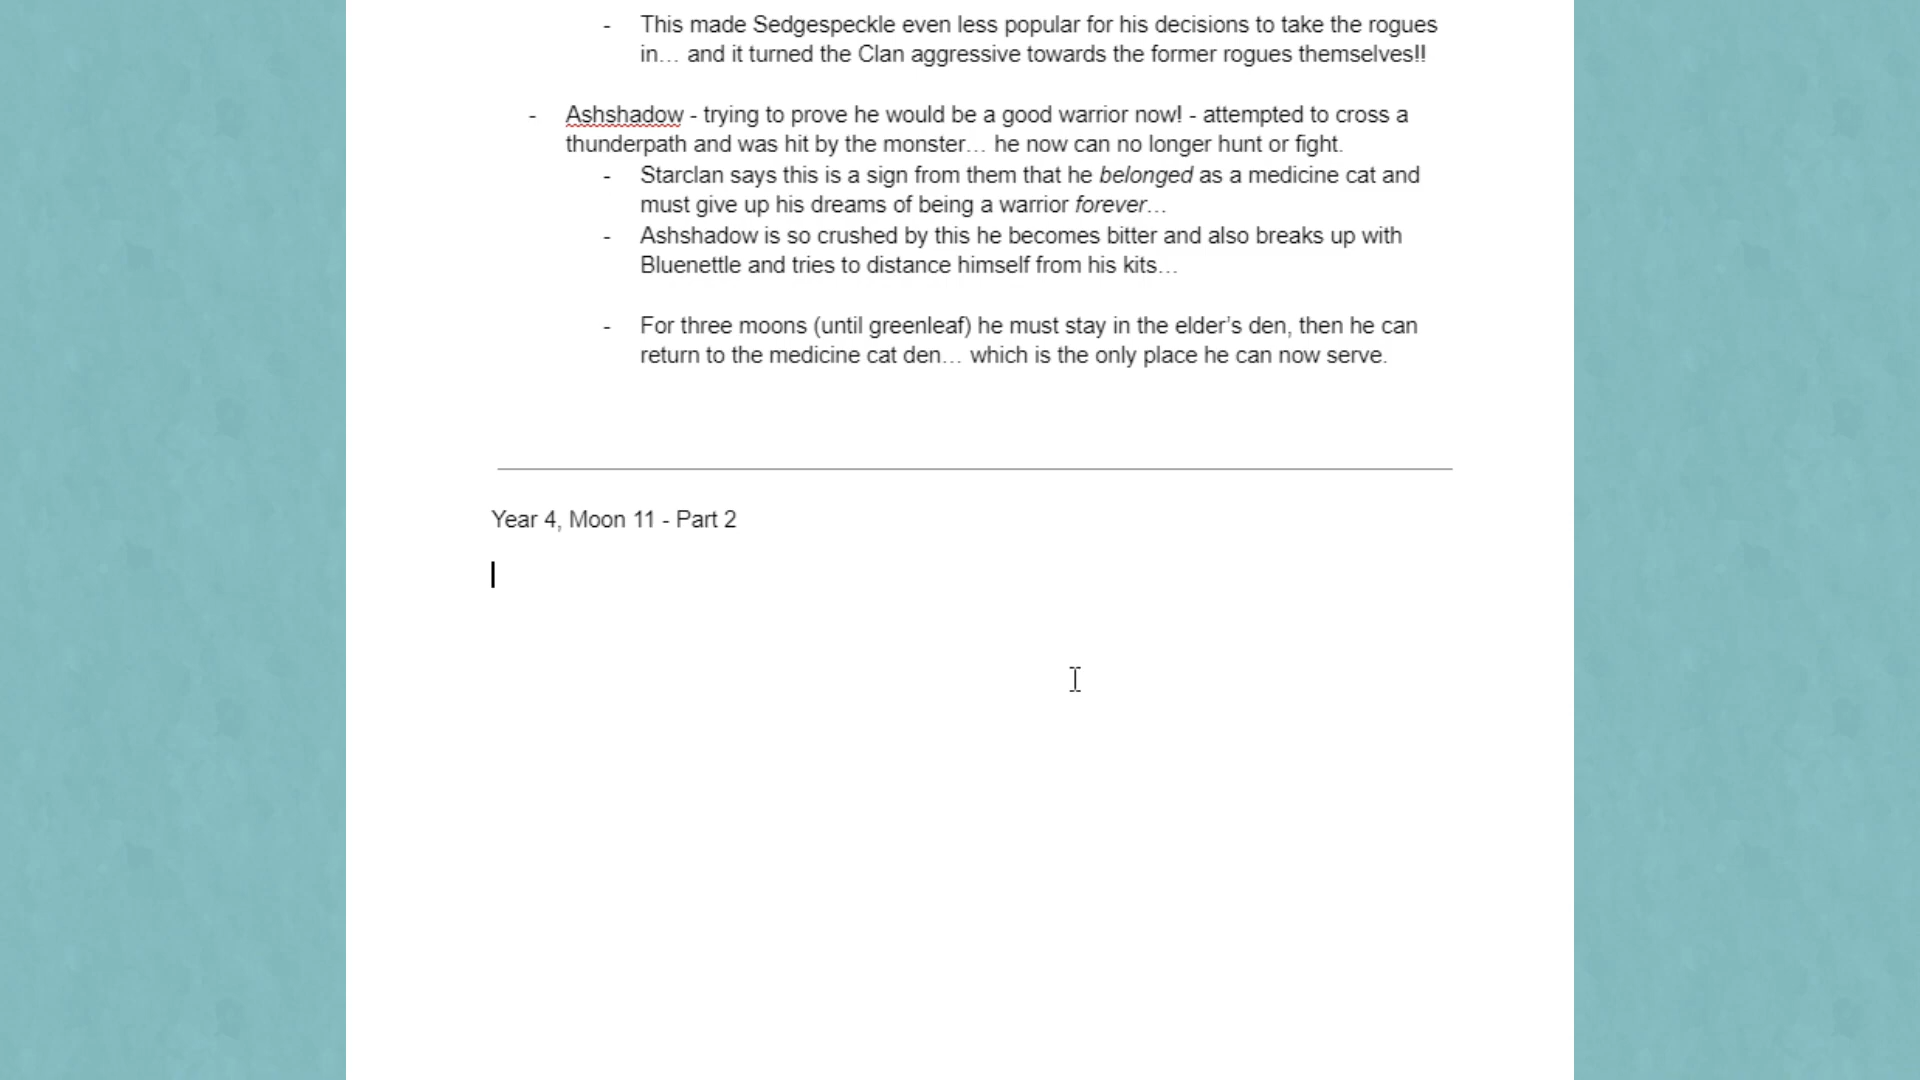 - This made Sedgespeckle even less popular for his decisions to take the rogues
in... and it turned the Clan aggressive towards the former rogues themselves!!
- Ashshadow - trying to prove he would be a good warrior now! - attempted to cross a
thunderpath and was hit by the monster... he now can no longer hunt or fight.
- Starclan says this is a sign from them that he belonged as a medicine cat and
must give up his dreams of being a warrior forever...
- Ashshadow is so crushed by this he becomes bitter and also breaks up with
Bluenettle and tries to distance himself from his kits...
- For three moons (until greenleaf) he must stay in the elder's den, then he can
return to the medicine cat den... which is the only place he can now serve.
Year 4, Moon 11 - Part 2